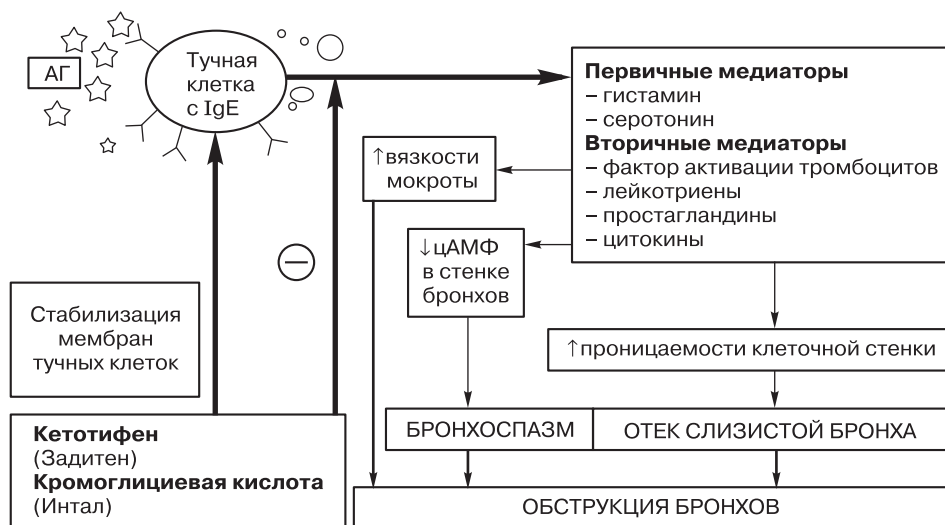 АГ
Тучная
клетка
с IgE
Первичные медиаторы
– гистамин
– серотонин
Вторичные медиаторы
– фактор активации тромбоцитов
– лейкотриены
– простагландины
– цитокины
↑вязкости
мокроты
↓цАМФ
в стенке
бронхов
Стабилизация
мембран
тучных клеток
↑проницаемости клеточной стенки
Кетотифен
(Задитен)
Кромоглициевая кислота
(Интал)
БРОНХОСПАЗМ
ОТЕК СЛИЗИСТОЙ БРОНХА
ОБСТРУКЦИЯ БРОНХОВ